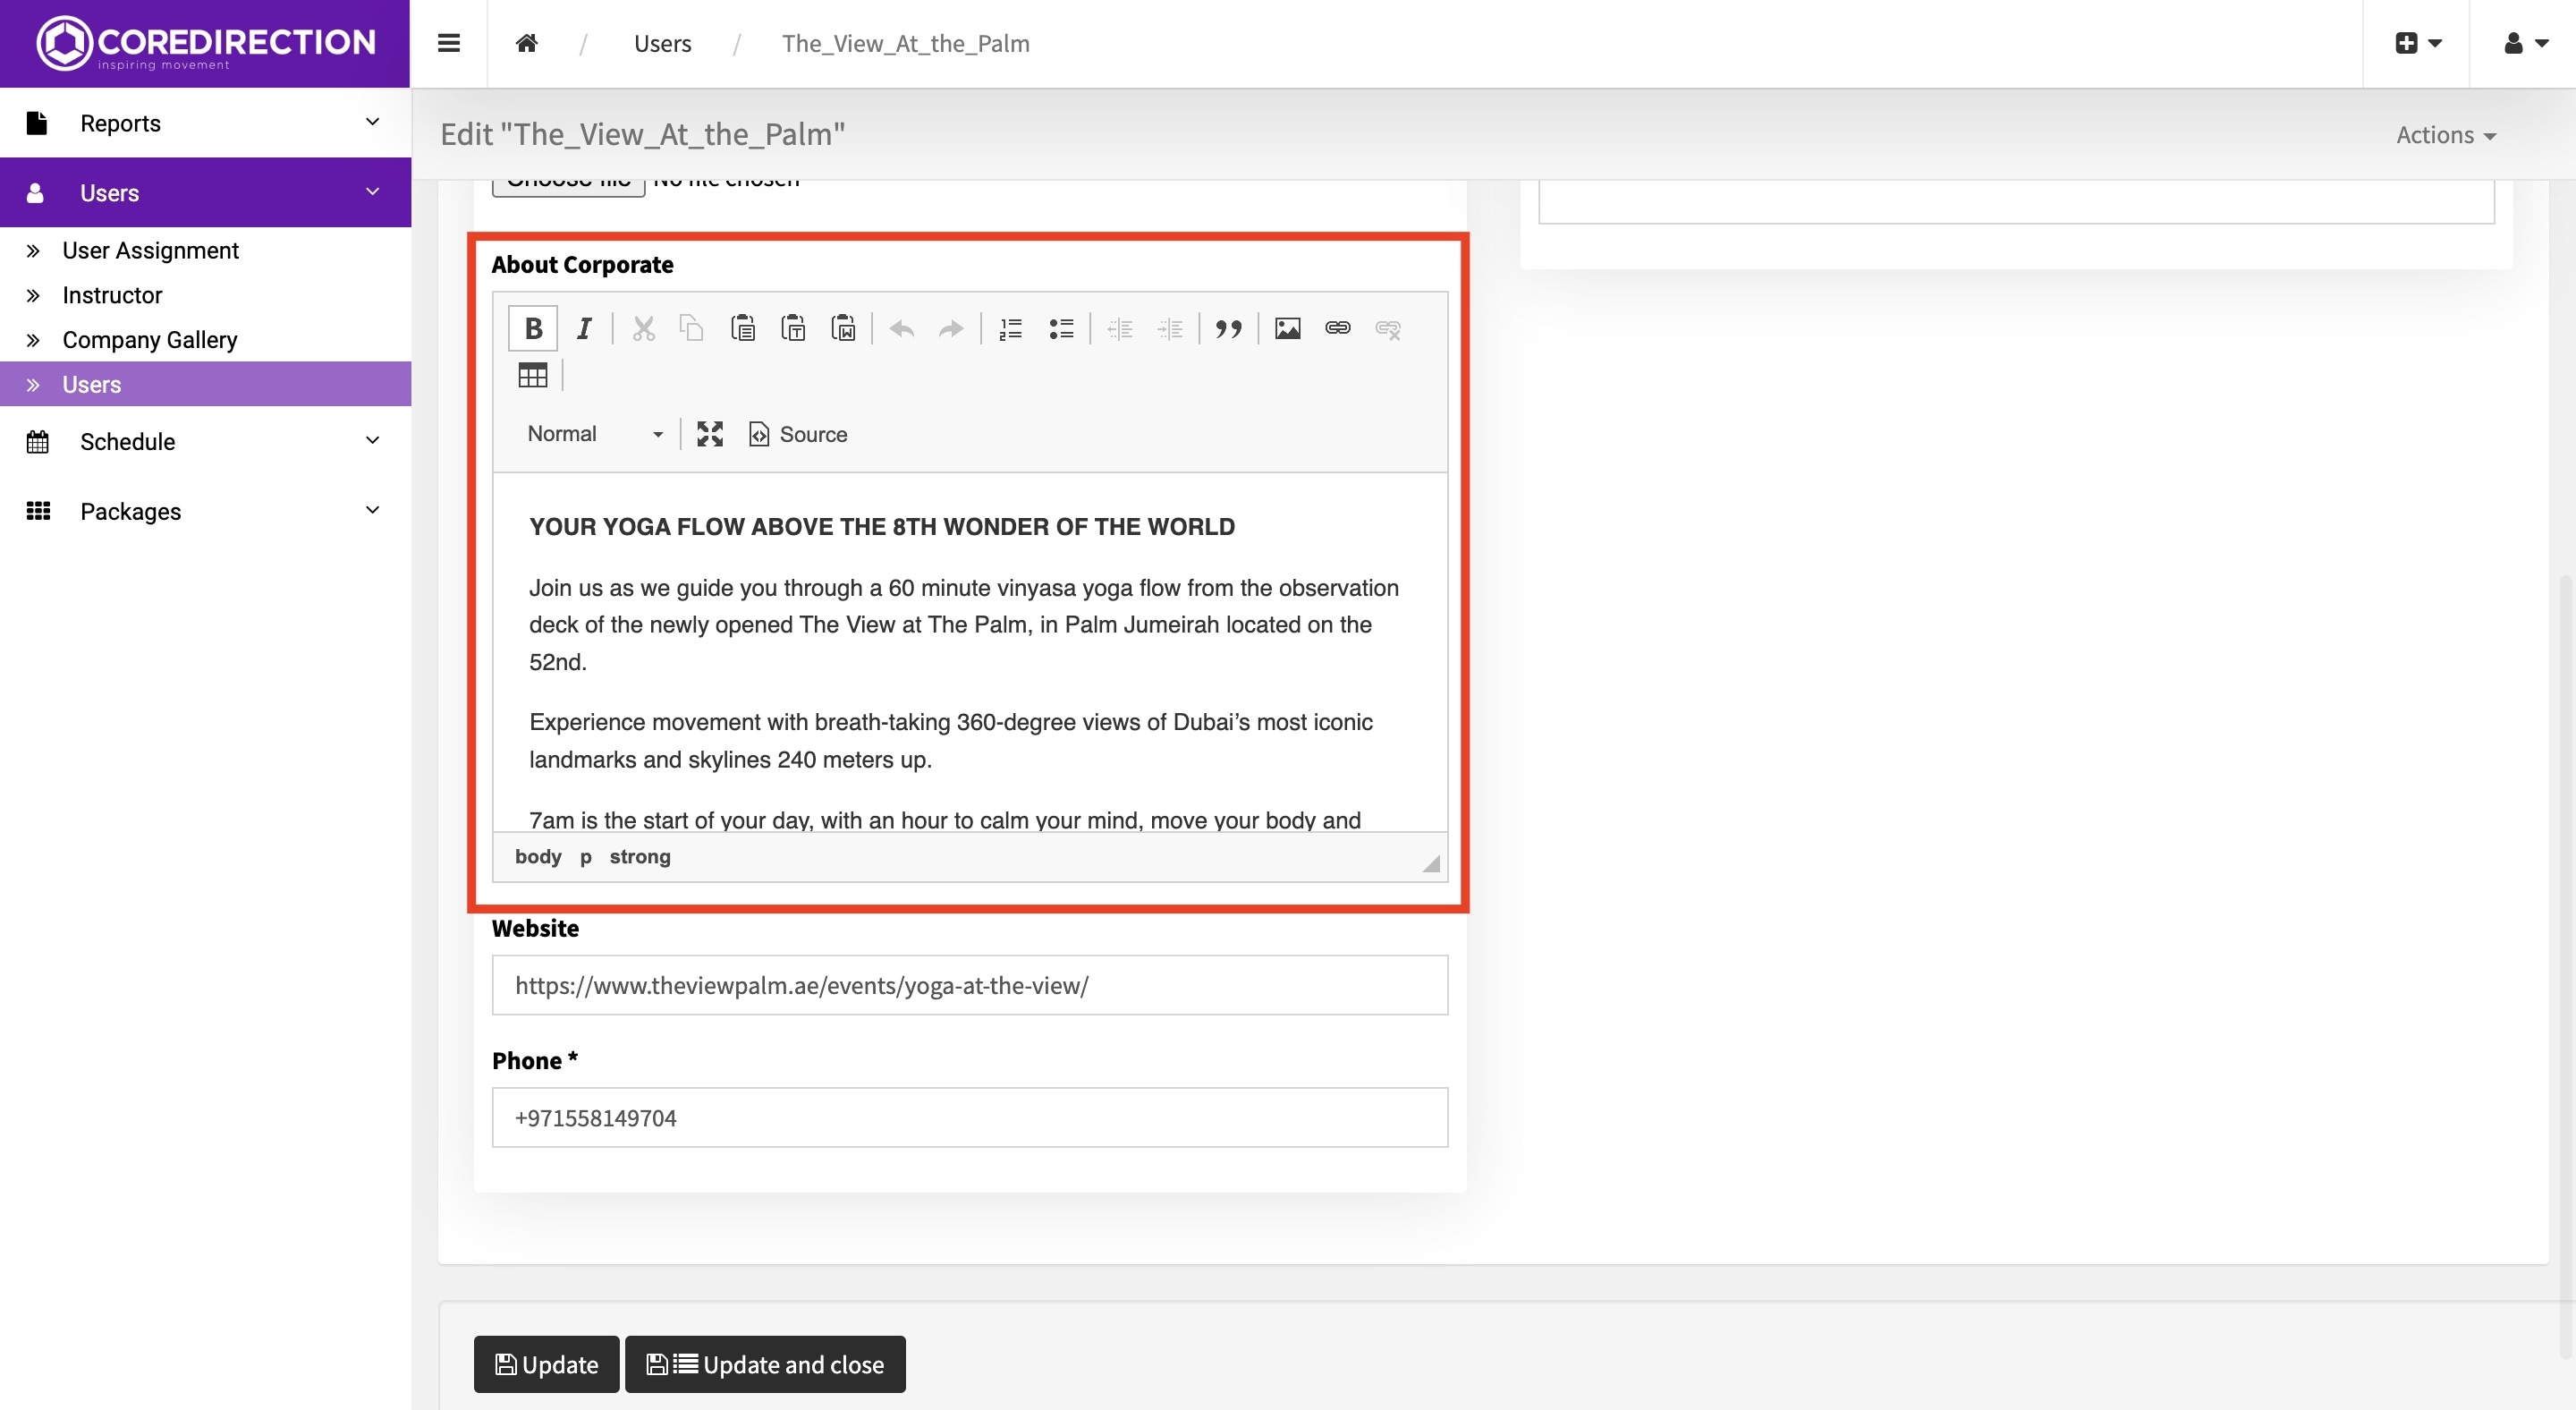 COREDIRECTION
inspiring movement
Users / The_View_At_the_Palm
Reports
Users
User Assignment
Instructor
Company Gallery
Users
Schedule
Packages
Edit "The_View_At_the_Palm"
Actions
Choose file No file chosen
About Corporate
B I
Normal Source
YOUR YOGA FLOW ABOVE THE 8TH WONDER OF THE WORLD
Join us as we guide you through a 60 minute vinyasa yoga flow from the observation
deck of the newly opened The View at The Palm, in Palm Jumeirah located on the
52nd.
Experience movement with breath-taking 360-degree views of Dubai’s most iconic
landmarks and skylines 240 meters up.
7am is the start of your day, with an hour to calm your mind, move your body and
body p strong
Website
https://www.theviewpalm.ae/events/yoga-at-the-view/
Phone *
+971558149704
Update
Update and close